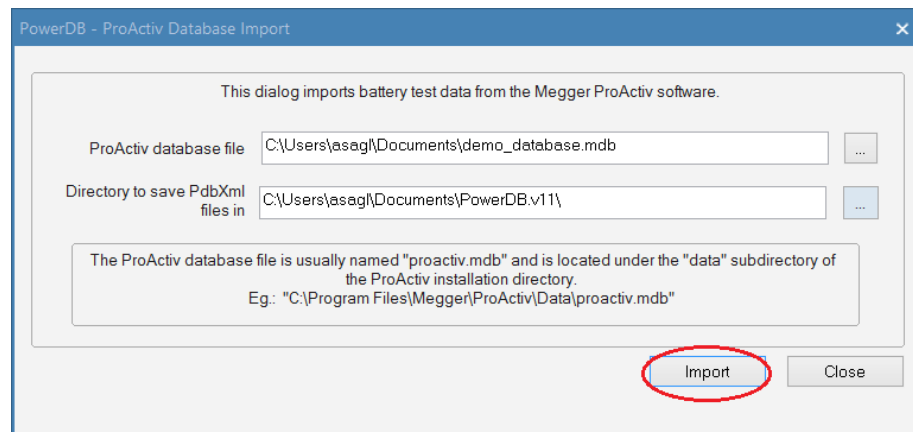 PowerDB - ProActiv Database Import
This dialog imports battery test data from the Megger ProActiv software.
ProActiv database file
C:\Users\asagl\Documents\demo_database.mdb
...
Directory to save PdbXml
files in
C:\Users\asagl\Documents\PowerDB.v11\
...
The ProActiv database file is usually named "proactiv.mdb" and is located under the "data" subdirectory of
the ProActiv installation directory.
Eg.: "C:\Program Files\Megger\ProActiv\Data\proactiv.mdb"
Import
Close